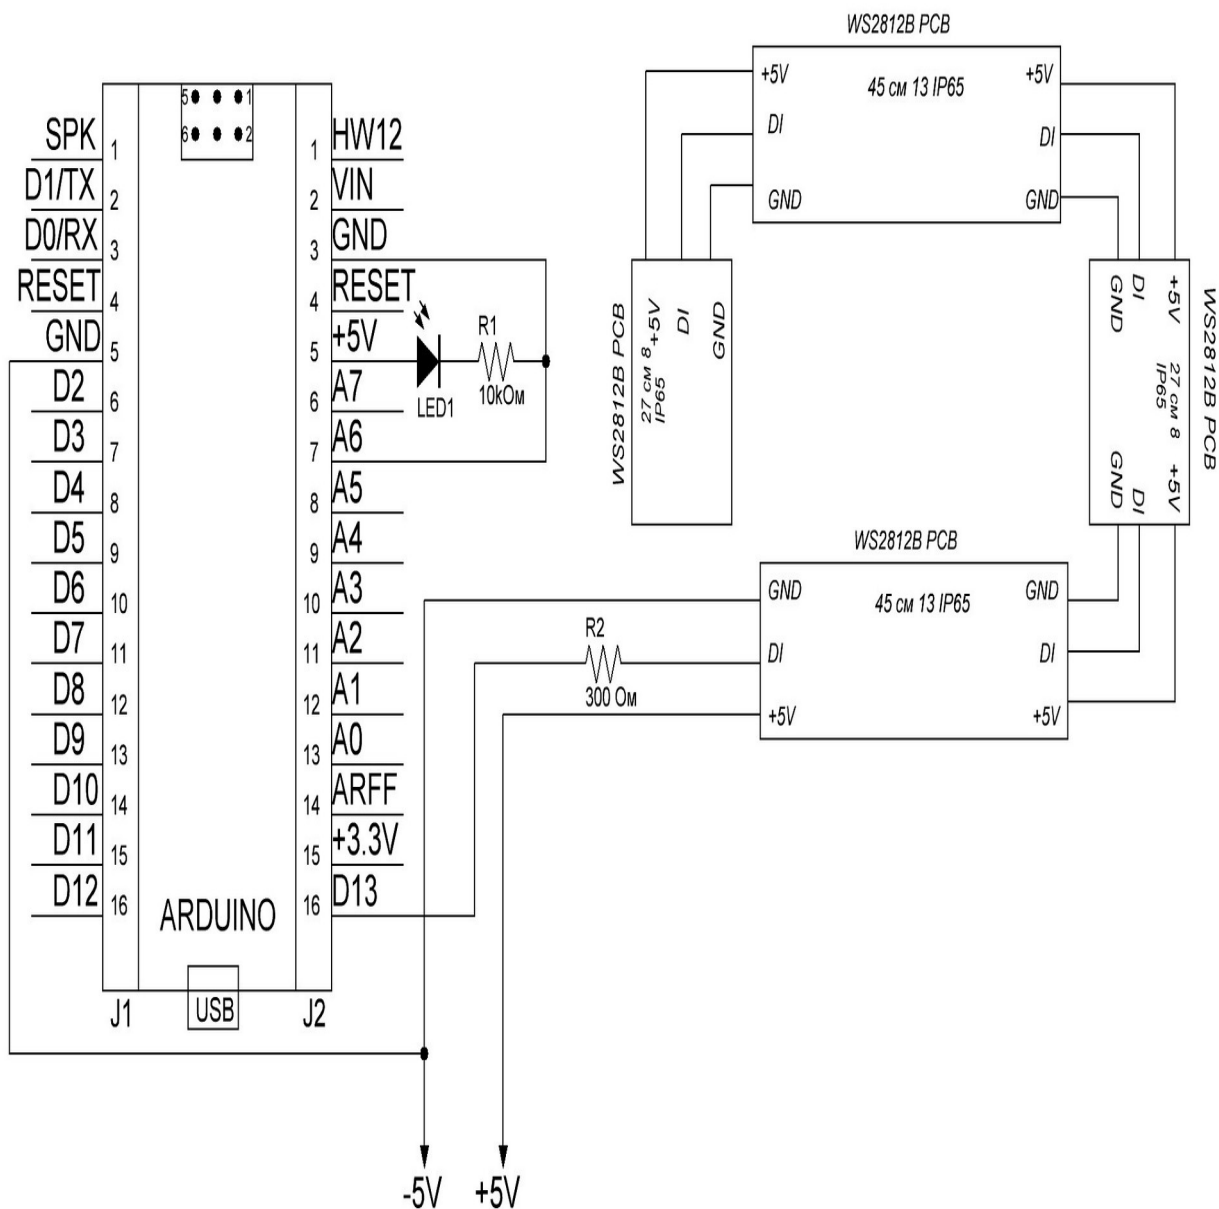 WS2812B PCB
+5V
45 см 13 IP65
+5V
DI
DI
GND
GND
5
1
6
2
SPK
1
1
HW12
D1/TX
2
2
VIN
D0/RX
3
3
GND
RESET
4
4
RESET
GND
5
5
+5V
D2
6
6
A7
D3
7
7
A6
D4
8
8
A5
D5
9
9
A4
D6
10
10
A3
D7
11
11
A2
D8
12
12
A1
D9
13
13
A0
D10
14
14
ARFF
D11
15
15
+3.3V
D12
16
16
D13
ARDUINO
J1
USB
J2
LED1
R1
10kОм
WS2812B PCB
+5V
DI
GND
27 см 8
IP65
GND
DI
+5V
27 см 8
IP65
GND
DI
+5V
WS2812B PCB
WS2812B PCB
GND
45 см 13 IP65
GND
R2
300 Ом
DI
DI
+5V
+5V
-5V
+5V